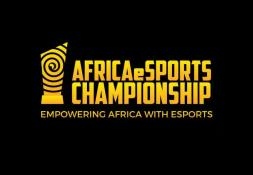 AFRICAeSPORTS
CHAMPIONSHIP
EMPOWERING AFRICA WITH ESPORTS